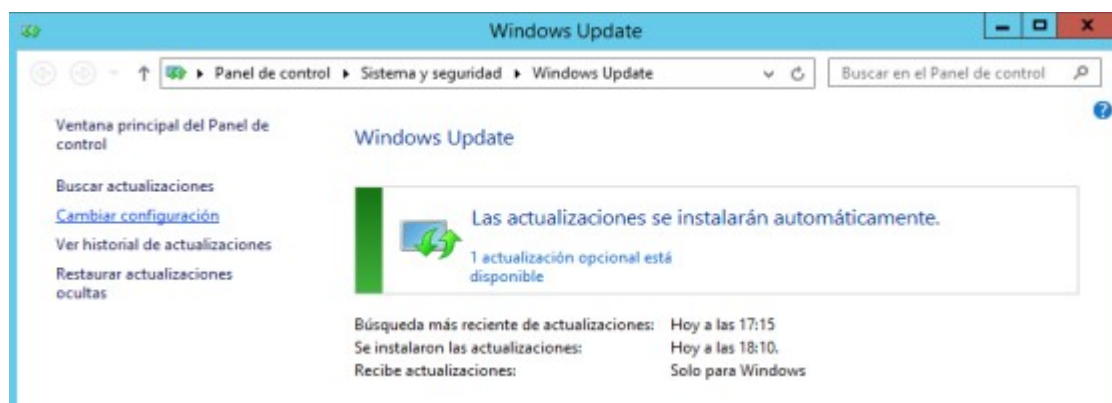 Windows Update
Panel de control ▸ Sistema y seguridad ▸ Windows Update
Buscar en el Panel de control
Ventana principal del Panel de
control
Buscar actualizaciones
Cambiar configuración
Ver historial de actualizaciones
Restaurar actualizaciones
ocultas
Windows Update
Las actualizaciones se instalarán automáticamente.
1 actualización opcional está
disponible
Búsqueda más reciente de actualizaciones: Hoy a las 17:15
Se instalaron las actualizaciones: Hoy a las 18:10.
Recibe actualizaciones: Solo para Windows